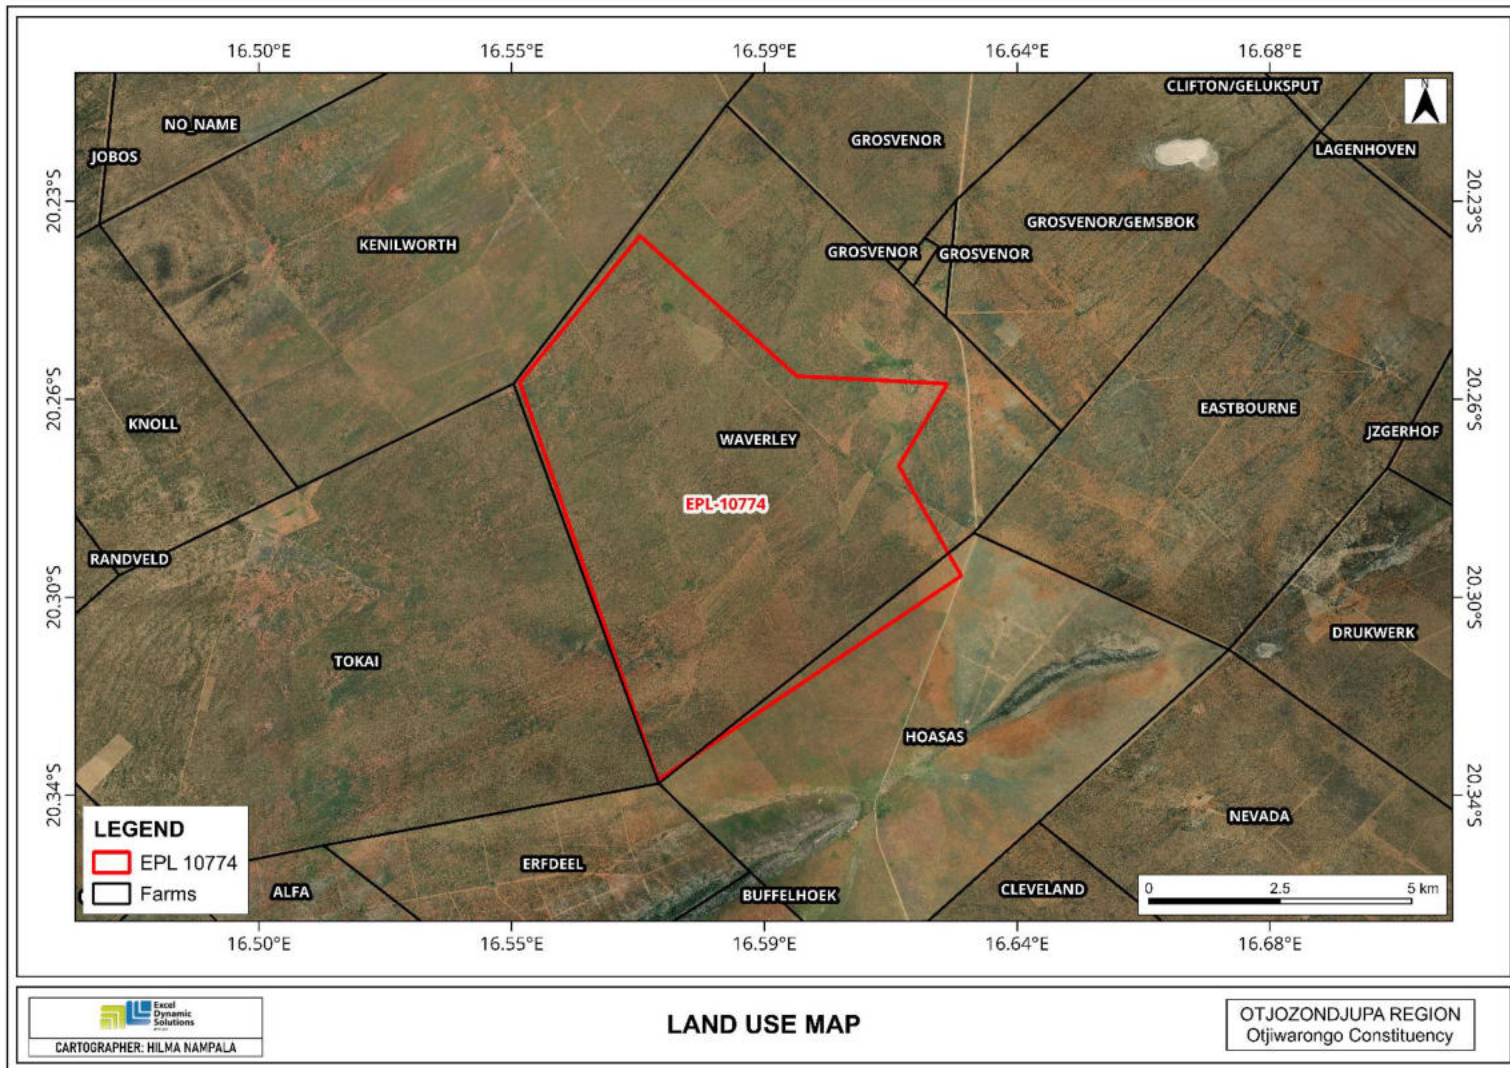 16.50°E 16.55°E 16.59°E 16.64°E 16.68°E
CLIFTON/GELUKSPUT
N
NO_NAME
GROSVENOR
JOBOS
LAGENHOVEN
20.23°S
20.23°S
GROSVENOR/GEMSBOK
KENILWORTH
GROSVENOR
GROSVENOR
20.26°S
20.26°S
EASTBOURNE
KNOLL
JZGERHOF
WAVERLEY
EPL-10774
RANDVELD
20.30°S
20.30°S
DRUKWERK
TOKAI
HOASAS
20.34°S
20.34°S
NEVADA
LEGEND
EPL 10774
Farms
ERFDEEL
ALFA
BUFFELHOEK
CLEVELAND
0 2.5 5 km
16.50°E 16.55°E 16.59°E 16.64°E 16.68°E
Excel
Dynamic
Solutions
CARTOGRAPHER: HILMA NAMPALA
LAND USE MAP
OTJOZONDJUPA REGION
Otjiwarongo Constituency